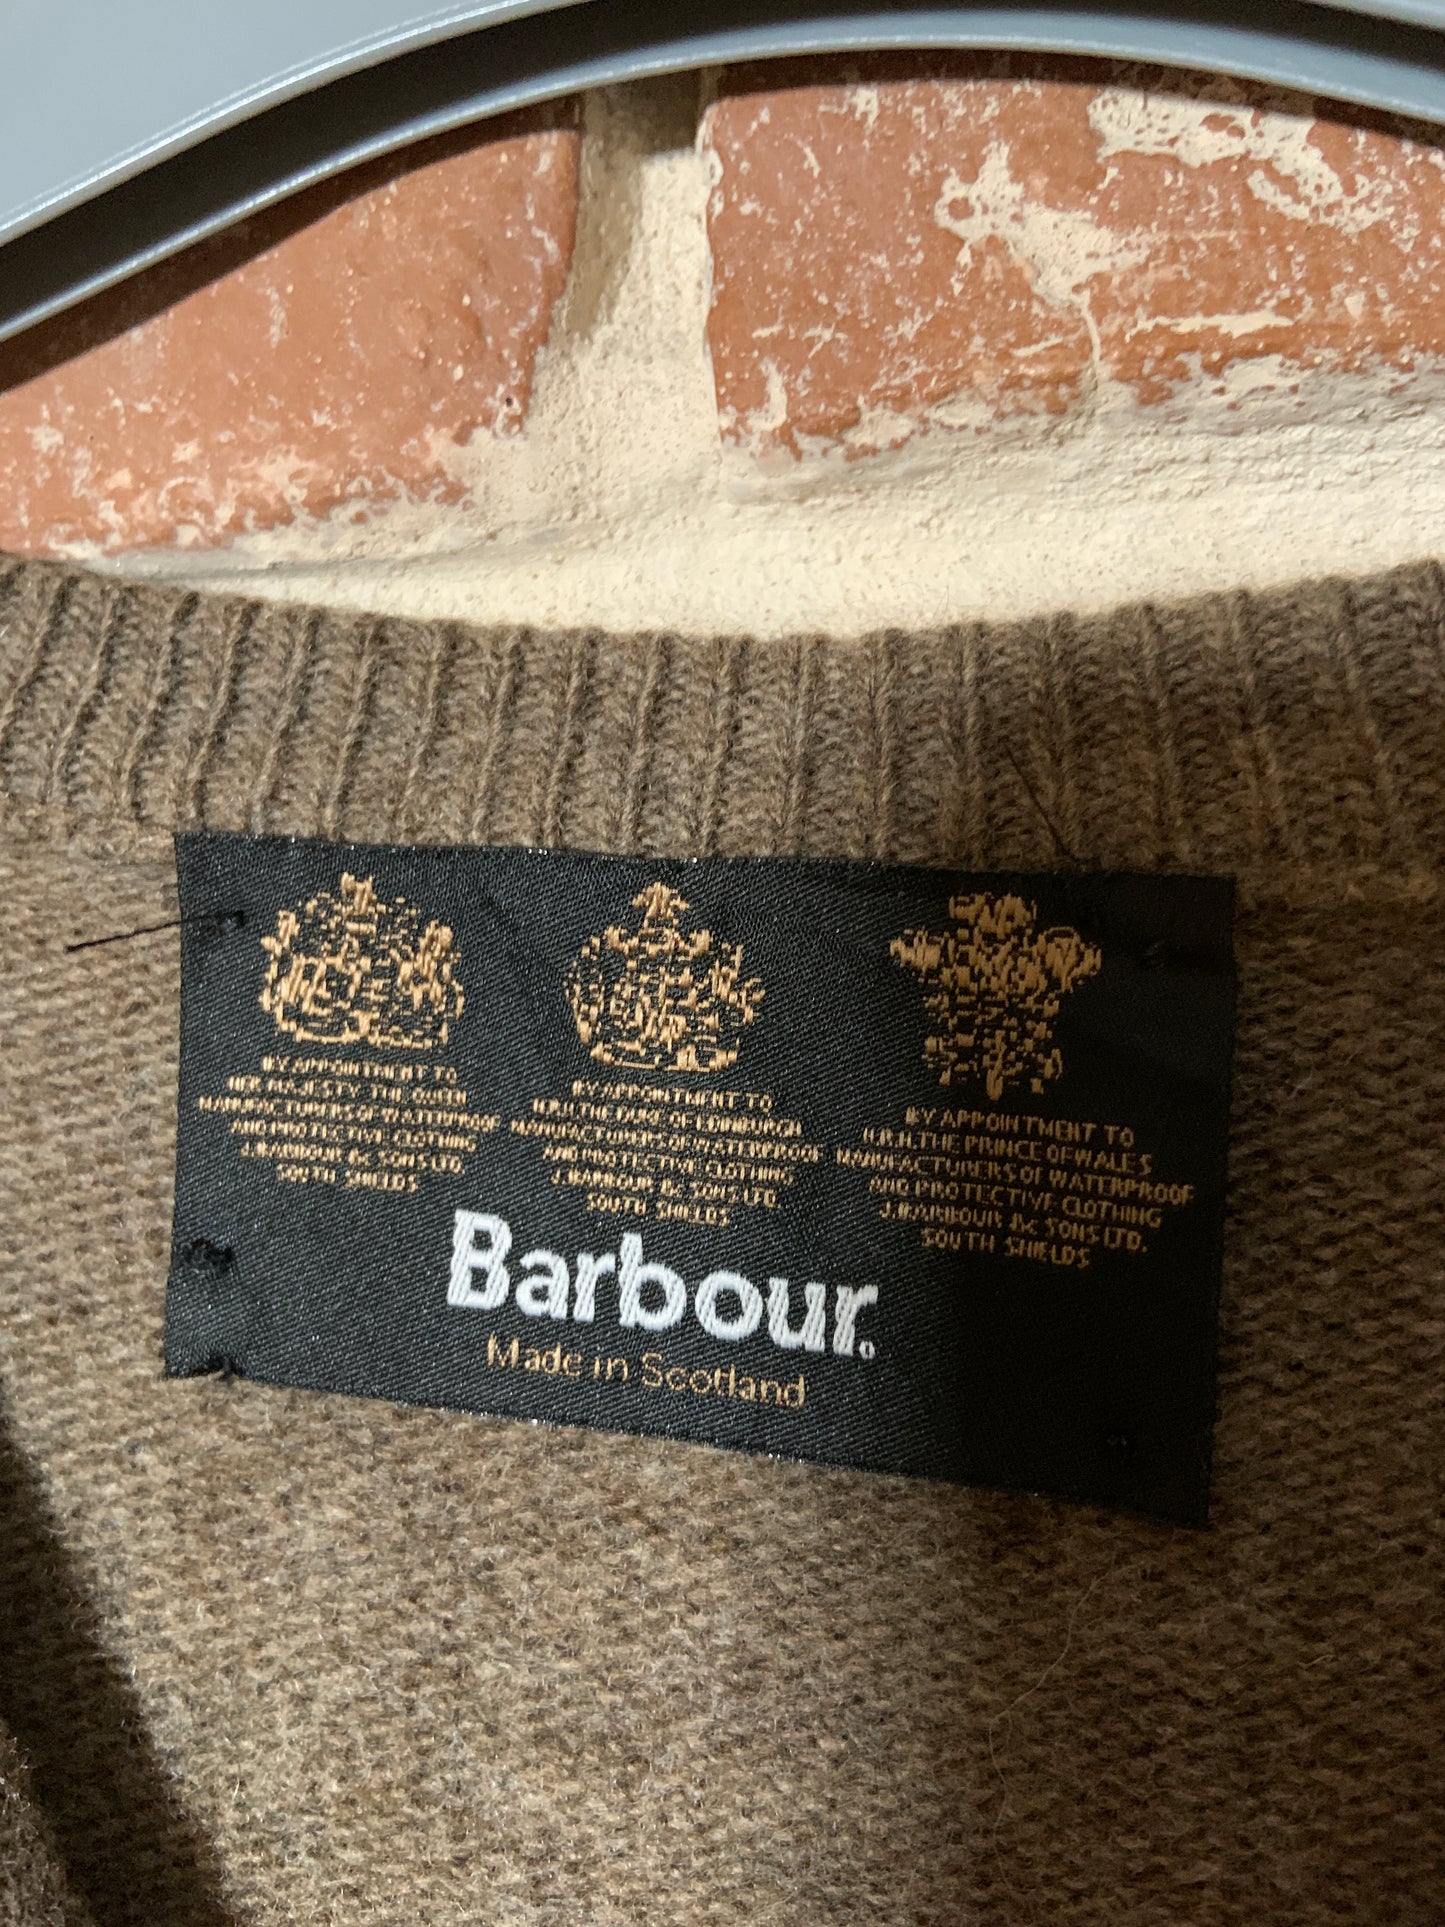 BY APPOINTMENT TO
HER MAJESTY THE QUEEN
MANUFACTURERS OF WATERPROOF
AND PROTECTIVE CLOTHING
J. BARBOUR & SONS LTD.
SOUTH SHIELDS
BY APPOINTMENT TO
H.R.H. THE DUKE OF EDINBURGH
MANUFACTURERS OF WATERPROOF
AND PROTECTIVE CLOTHING
J. BARBOUR & SONS LTD.
SOUTH SHIELDS
BY APPOINTMENT TO
H.R.H. THE PRINCE OF WALES
MANUFACTURERS OF WATERPROOF
AND PROTECTIVE CLOTHING
J. BARBOUR & SONS LTD.
SOUTH SHIELDS
Barbour®
Made in Scotland